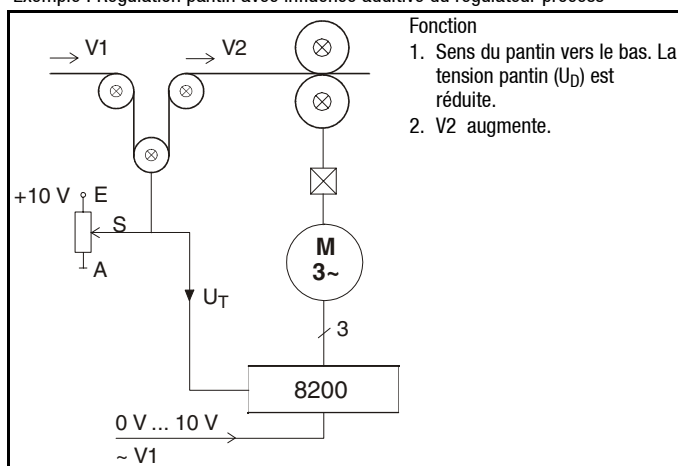 Exemple : Régulation pantin avec influence additive du régulateur process
V1
V2
Fonction
1. Sens du pantin vers le bas. La
tension pantin (UD) est
réduite.
2. V2 augmente.
+10 V
E
S
A
UT
M
3~
3
8200
0 V ... 10 V
~ V1